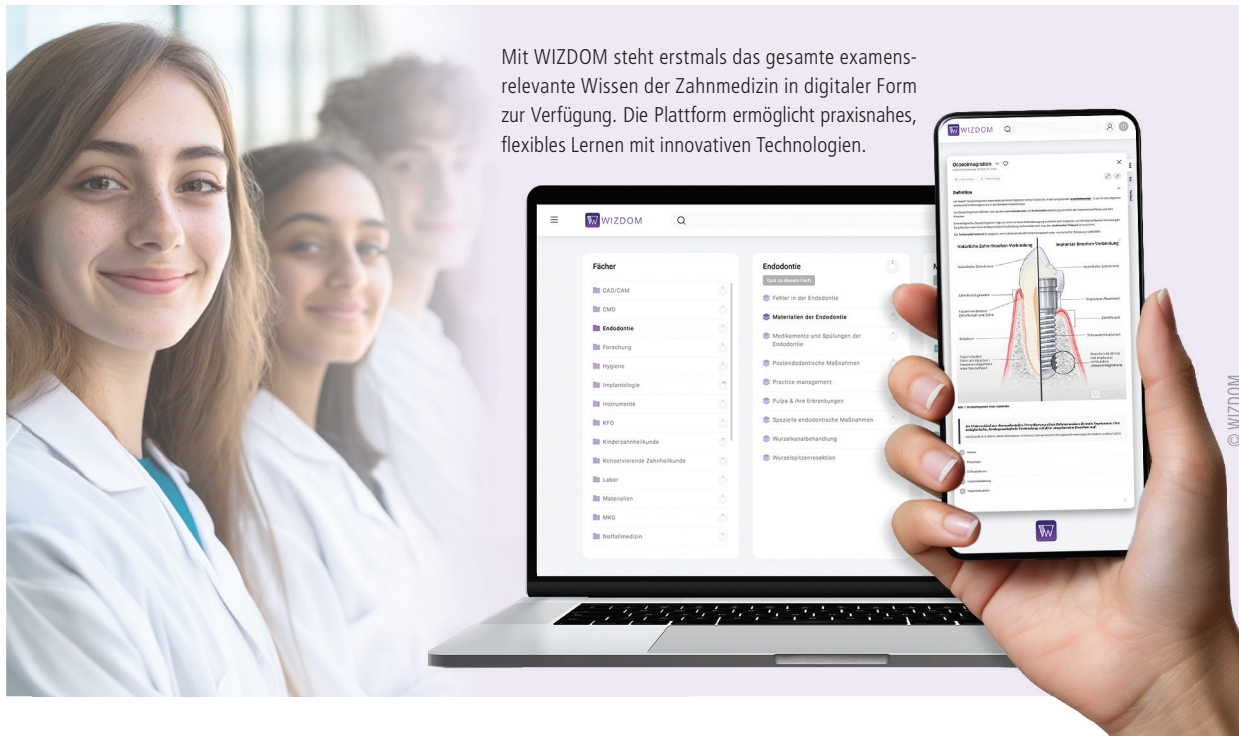 Mit WIZDOM steht erstmals das gesamte examens-
relevante Wissen der Zahnmedizin in digitaler Form
zur Verfügung. Die Plattform ermöglicht praxisnahes,
flexibles Lernen mit innovativen Technologien.
WIZDOM
Fächer
CAD/CAM
CMD
Endodontie
Forschung
Hygiene
Implantologie
Instrumente
KFO
Kinderzahnheilkunde
Konservierende Zahnheilkunde
Labor
Materialien
MKG
Notfallmedizin
Endodontie
Quiz zu diesem Fach
Fehler in der Endodontie
Materialien der Endodontie
Medikamente und Spülungen der
Endodontie
Postendodontische Maßnahmen
Practice management
Pulpa & ihre Erkrankungen
Spezielle endodontische Maßnahmen
Wurzelkanalbehandlung
Wurzelspitzenresektion
WIZDOM
Osseointegration
Definition
Natürliche Zahn-Knochen Verbindung
Implantat Knochen Verbindung
© WIZDOM